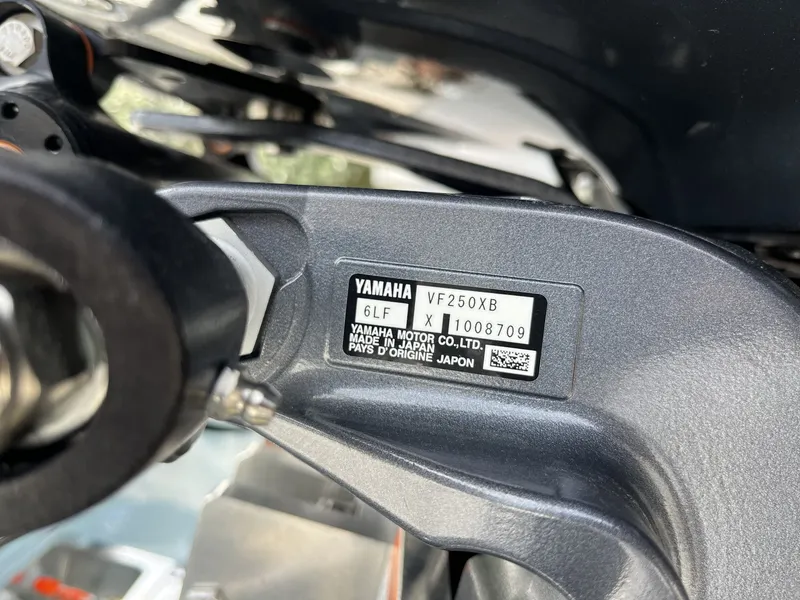 YAMAHA VF250XB
6LF X 1008709
YAMAHA MOTOR CO.,LTD.
MADE IN JAPAN
PAYS D'ORIGINE JAPON